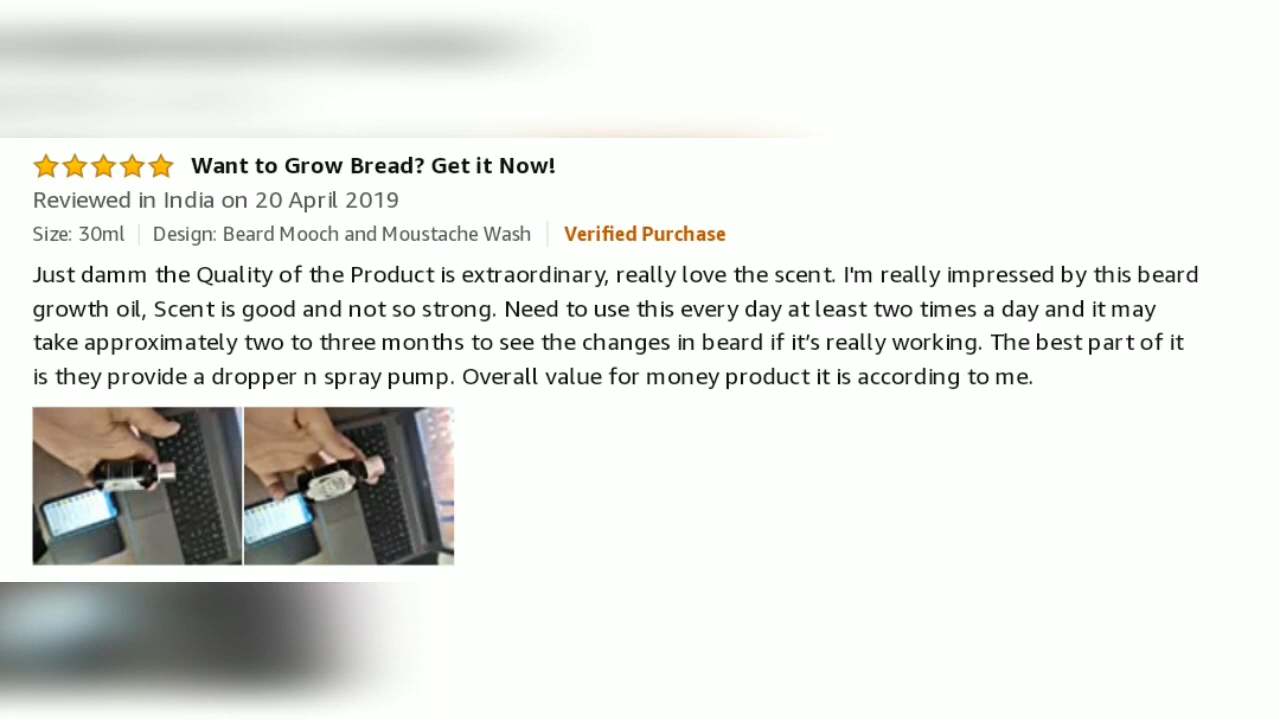 Want to Grow Bread? Get it Now!
Reviewed in India on 20 April 2019
Size: 30ml | Design: Beard Mooch and Moustache Wash | Verified Purchase
Just damm the Quality of the Product is extraordinary, really love the scent. I'm really impressed by this beard
growth oil, Scent is good and not so strong. Need to use this every day at least two times a day and it may
take approximately two to three months to see the changes in beard if it’s really working. The best part of it
is they provide a dropper n spray pump. Overall value for money product it is according to me.